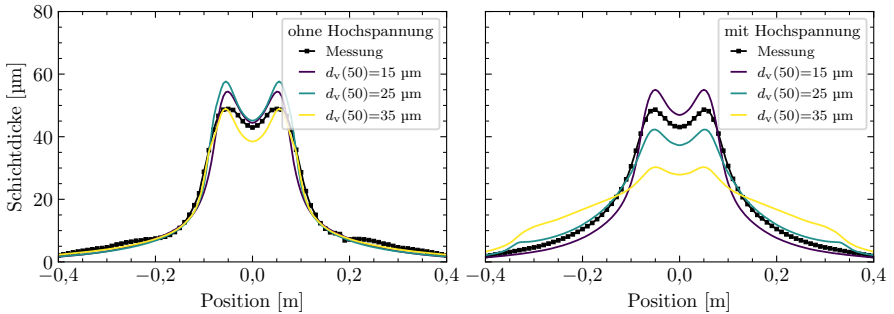 ohne Hochspannung
Messung
d_v(50)=15 µm
d_v(50)=25 µm
d_v(50)=35 µm
Schichtdicke [µm]
80
60
40
20
0
−0,4
−0,2
0,0
0,2
0,4
Position [m]
mit Hochspannung
Messung
d_v(50)=15 µm
d_v(50)=25 µm
d_v(50)=35 µm
−0,4
−0,2
0,0
0,2
0,4
Position [m]